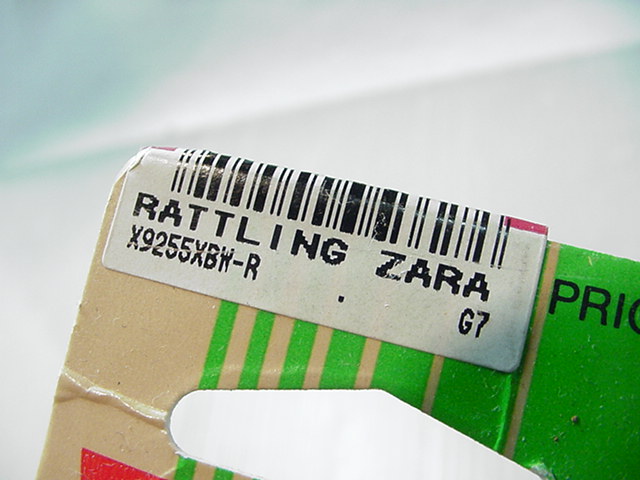 RATTLING ZARA
X9255XBW-R
G7
PRIC